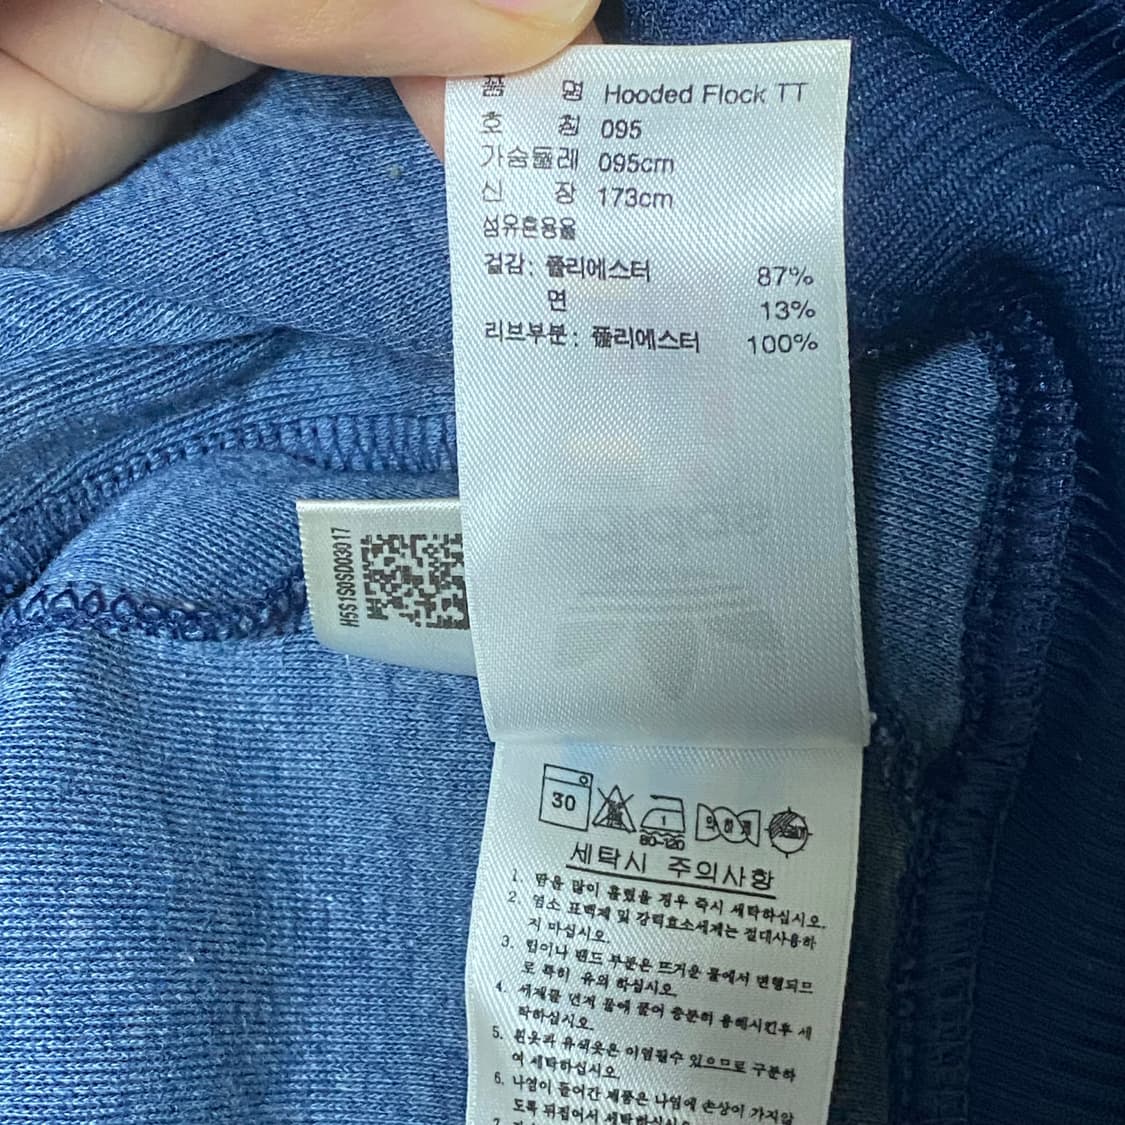 품 명 Hooded Flock TT
호 칭 095
가슴둘레 095cm
신 장 173cm
섬유혼용율
겉감: 폴리에스터 87%
면 13%
리브부분: 폴리에스터 100%
H5S1S0SD03017
30
80-120
세탁시 주의사항
1. 땀을 많이 흘렸을 경우 즉시 세탁하십시오.
2. 염소 표백제 및 강력효소세제는 절대사용하
지 마십시오.
3. 힙이나 밴드 부분은 뜨거운 물에서 변형되므
로 특히 유의 하십시오.
4. 세제를 먼저 물에 풀어 충분히 용해시킨후 세
탁하십시오.
5. 흰옷과 유색옷은 이염될수 있으므로 구분하
여 세탁하십시오.
6. 나염이 들어간 제품은 나염에 손상이 가지않
도록 뒤집어서 세탁하십시오.
7.